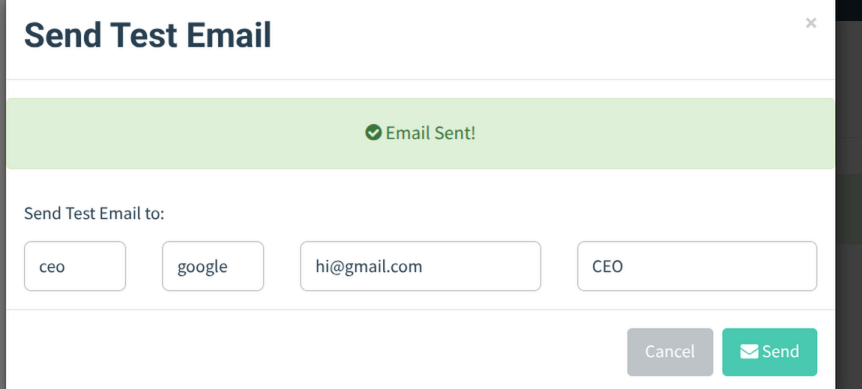 Send Test Email
×
Email Sent!
Send Test Email to:
ceo google hi@gmail.com CEO
Cancel Send